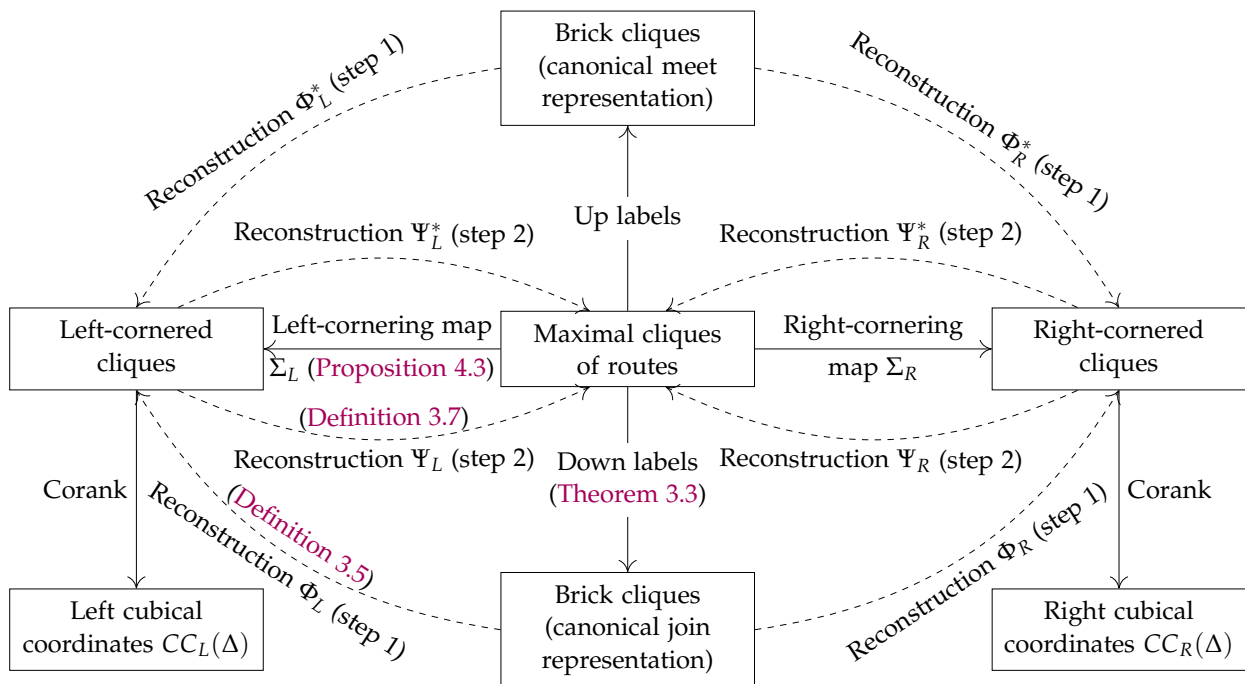 Brick cliques
(canonical meet
representation)
Reconstruction Φ*_L (step 1)
Reconstruction Φ*_R (step 1)
Up labels
Reconstruction Ψ*_L (step 2)
Reconstruction Ψ*_R (step 2)
Left-cornered
cliques
Left-cornering map
Σ_L (Proposition 4.3)
Maximal cliques
of routes
Right-cornering
map Σ_R
Right-cornered
cliques
(Definition 3.7)
Reconstruction Ψ_L (step 2)
Down labels
(Theorem 3.3)
Reconstruction Ψ_R (step 2)
Corank
(Definition 3.5)
Reconstruction Φ_L (step 1)
Reconstruction Φ_R (step 1)
Corank
Left cubical
coordinates CC_L(Δ)
Brick cliques
(canonical join
representation)
Right cubical
coordinates CC_R(Δ)